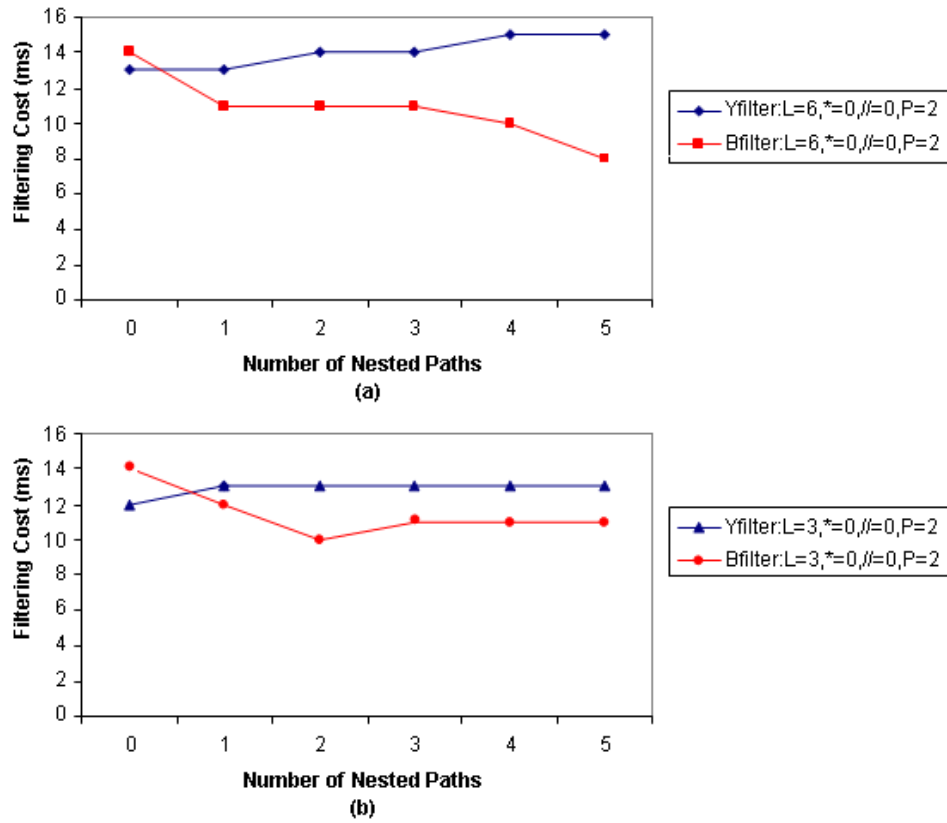 16
14
12
10
8
6
4
2
0
Filtering Cost (ms)
0 1 2 3 4 5
Number of Nested Paths
(a)
Yfilter:L=6,*=0,//=0,P=2
Bfilter:L=6,*=0,//=0,P=2
16
14
12
10
8
6
4
2
0
Filtering Cost (ms)
0 1 2 3 4 5
Number of Nested Paths
(b)
Yfilter:L=3,*=0,//=0,P=2
Bfilter:L=3,*=0,//=0,P=2